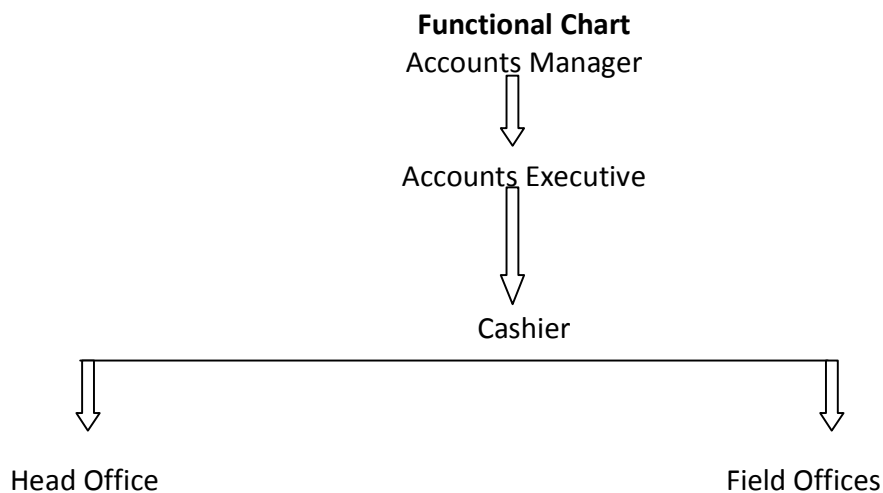 Functional Chart
Accounts Manager
Accounts Executive
Cashier
Head Office
Field Offices